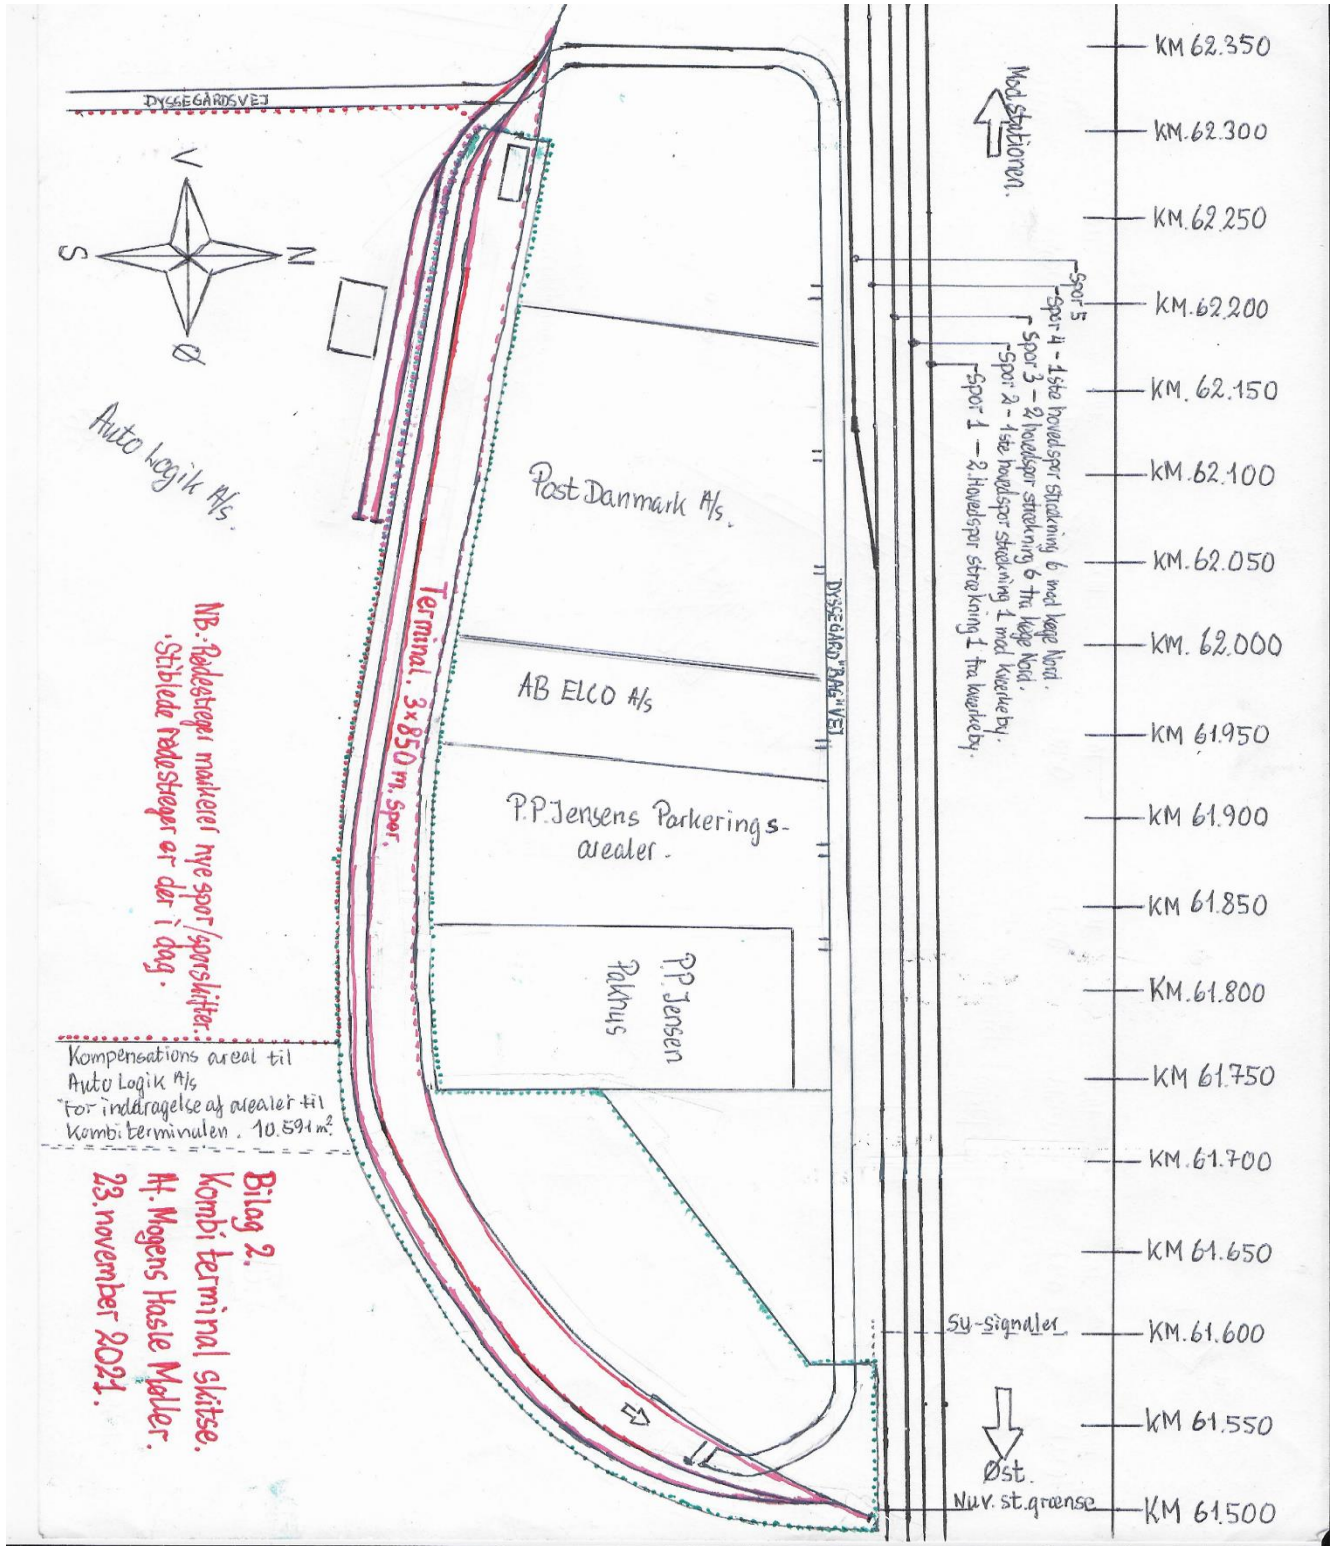 KM 62.350
KM.62.300
KM.62.250
KM.62.200
KM. 62.150
KM.62.100
KM.62.050
KM. 62.000
KM 61.950
KM 61.900
KM 61.850
KM.61.800
KM 61.750
KM.61.700
KM 61.650
KM.61.600
KM 61.550
KM 61.500
Mod stationen.
DYSSEGÅRDSVEJ
V
N
S
Ø
-Spor 5
-Spor 4 - 1ste hovedspor strækning 6 mod Køge Nord.
Spor 3 - 2 hovedspor strækning 6 fra Køge Nord.
-Spor 2 - 1ste hovedspor strækning 1 mod Kværkeby.
-Spor 1 - 2. Hovedspor strækning 1 fra kværkeby.
Auto Logik A/s.
Post Danmark A/s.
DYSSEGÅRD "BAG" VEJ
Terminal. 3x850 m. spor.
AB ELCO A/s
P.P. Jensens Parkerings-
arealer.
P.P. Jensen
Pakhus
NB. Rødestreger markerer nye spor/sporskifter.
Stiblede rødestreger er der i dag.
Kompensations areal til
Auto Logik A/s
For inddragelse af arealer til
Kombiterminalen. 10.591 m².
Bilag 2.
Kombi terminal skitse.
Af. Mogens Hasle Møller.
23. november 2021.
SU-signaler
Øst.
Nuv. st. grænse